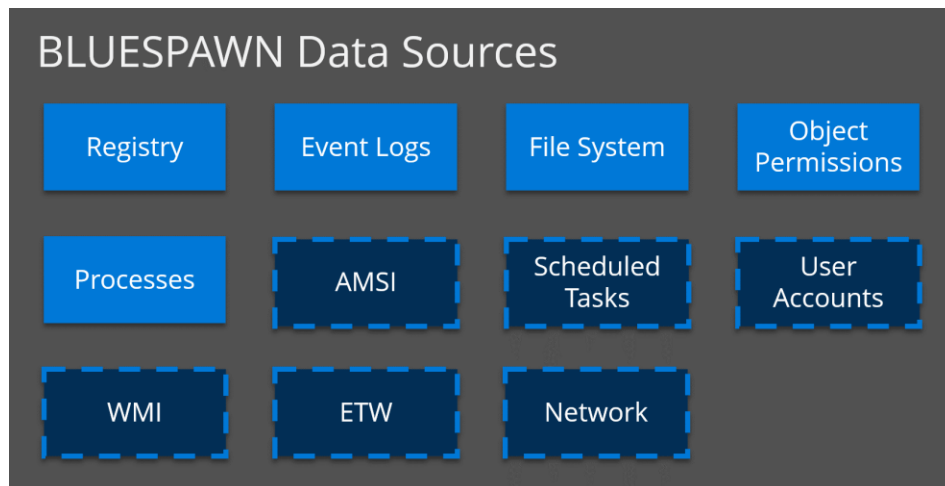 BLUESPAWN Data Sources
Registry
Event Logs
File System
Object
Permissions
Processes
AMSI
Scheduled
Tasks
User
Accounts
WMI
ETW
Network